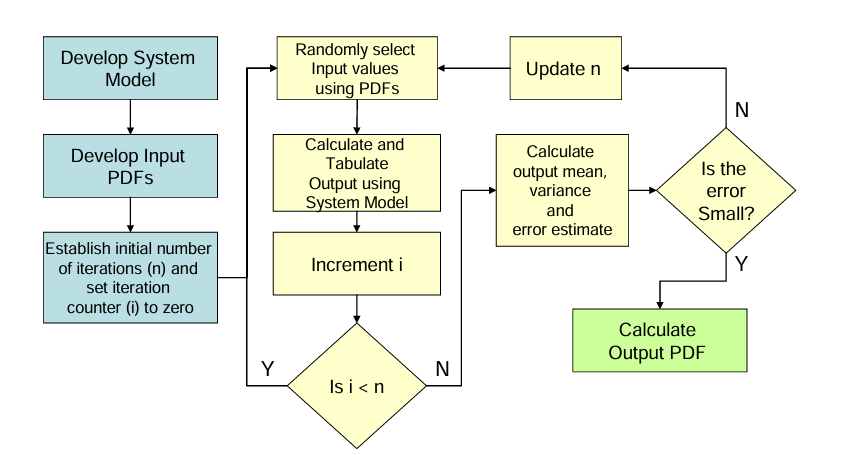 Develop System
Model
Develop Input
PDFs
Establish initial number
of iterations (n) and
set iteration
counter (i) to zero
Randomly select
Input values
using PDFs
Calculate and
Tabulate
Output using
System Model
Increment i
Is i < n
Y
N
Update n
Calculate
output mean,
variance
and
error estimate
Is the
error
Small?
N
Y
Calculate
Output PDF